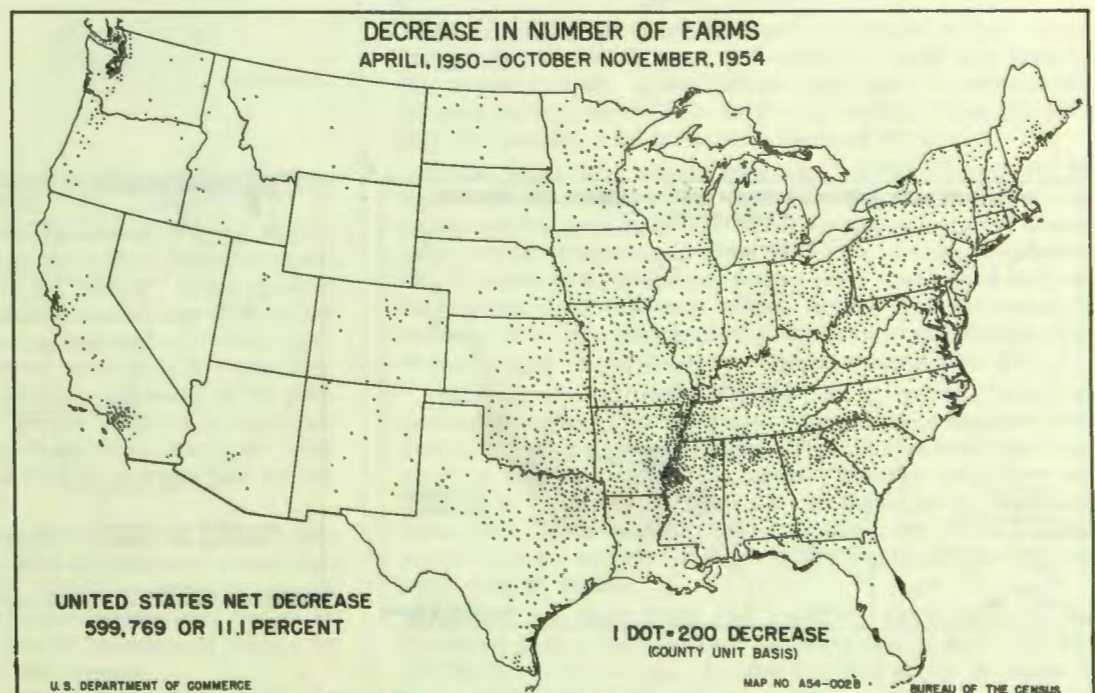 DECREASE IN NUMBER OF FARMS
APRIL 1, 1950—OCTOBER NOVEMBER, 1954
UNITED STATES NET DECREASE
599,769 OR 11.1 PERCENT
1 DOT=200 DECREASE
(COUNTY UNIT BASIS)
U.S. DEPARTMENT OF COMMERCE
MAP NO A54-002B
BUREAU OF THE CENSUS